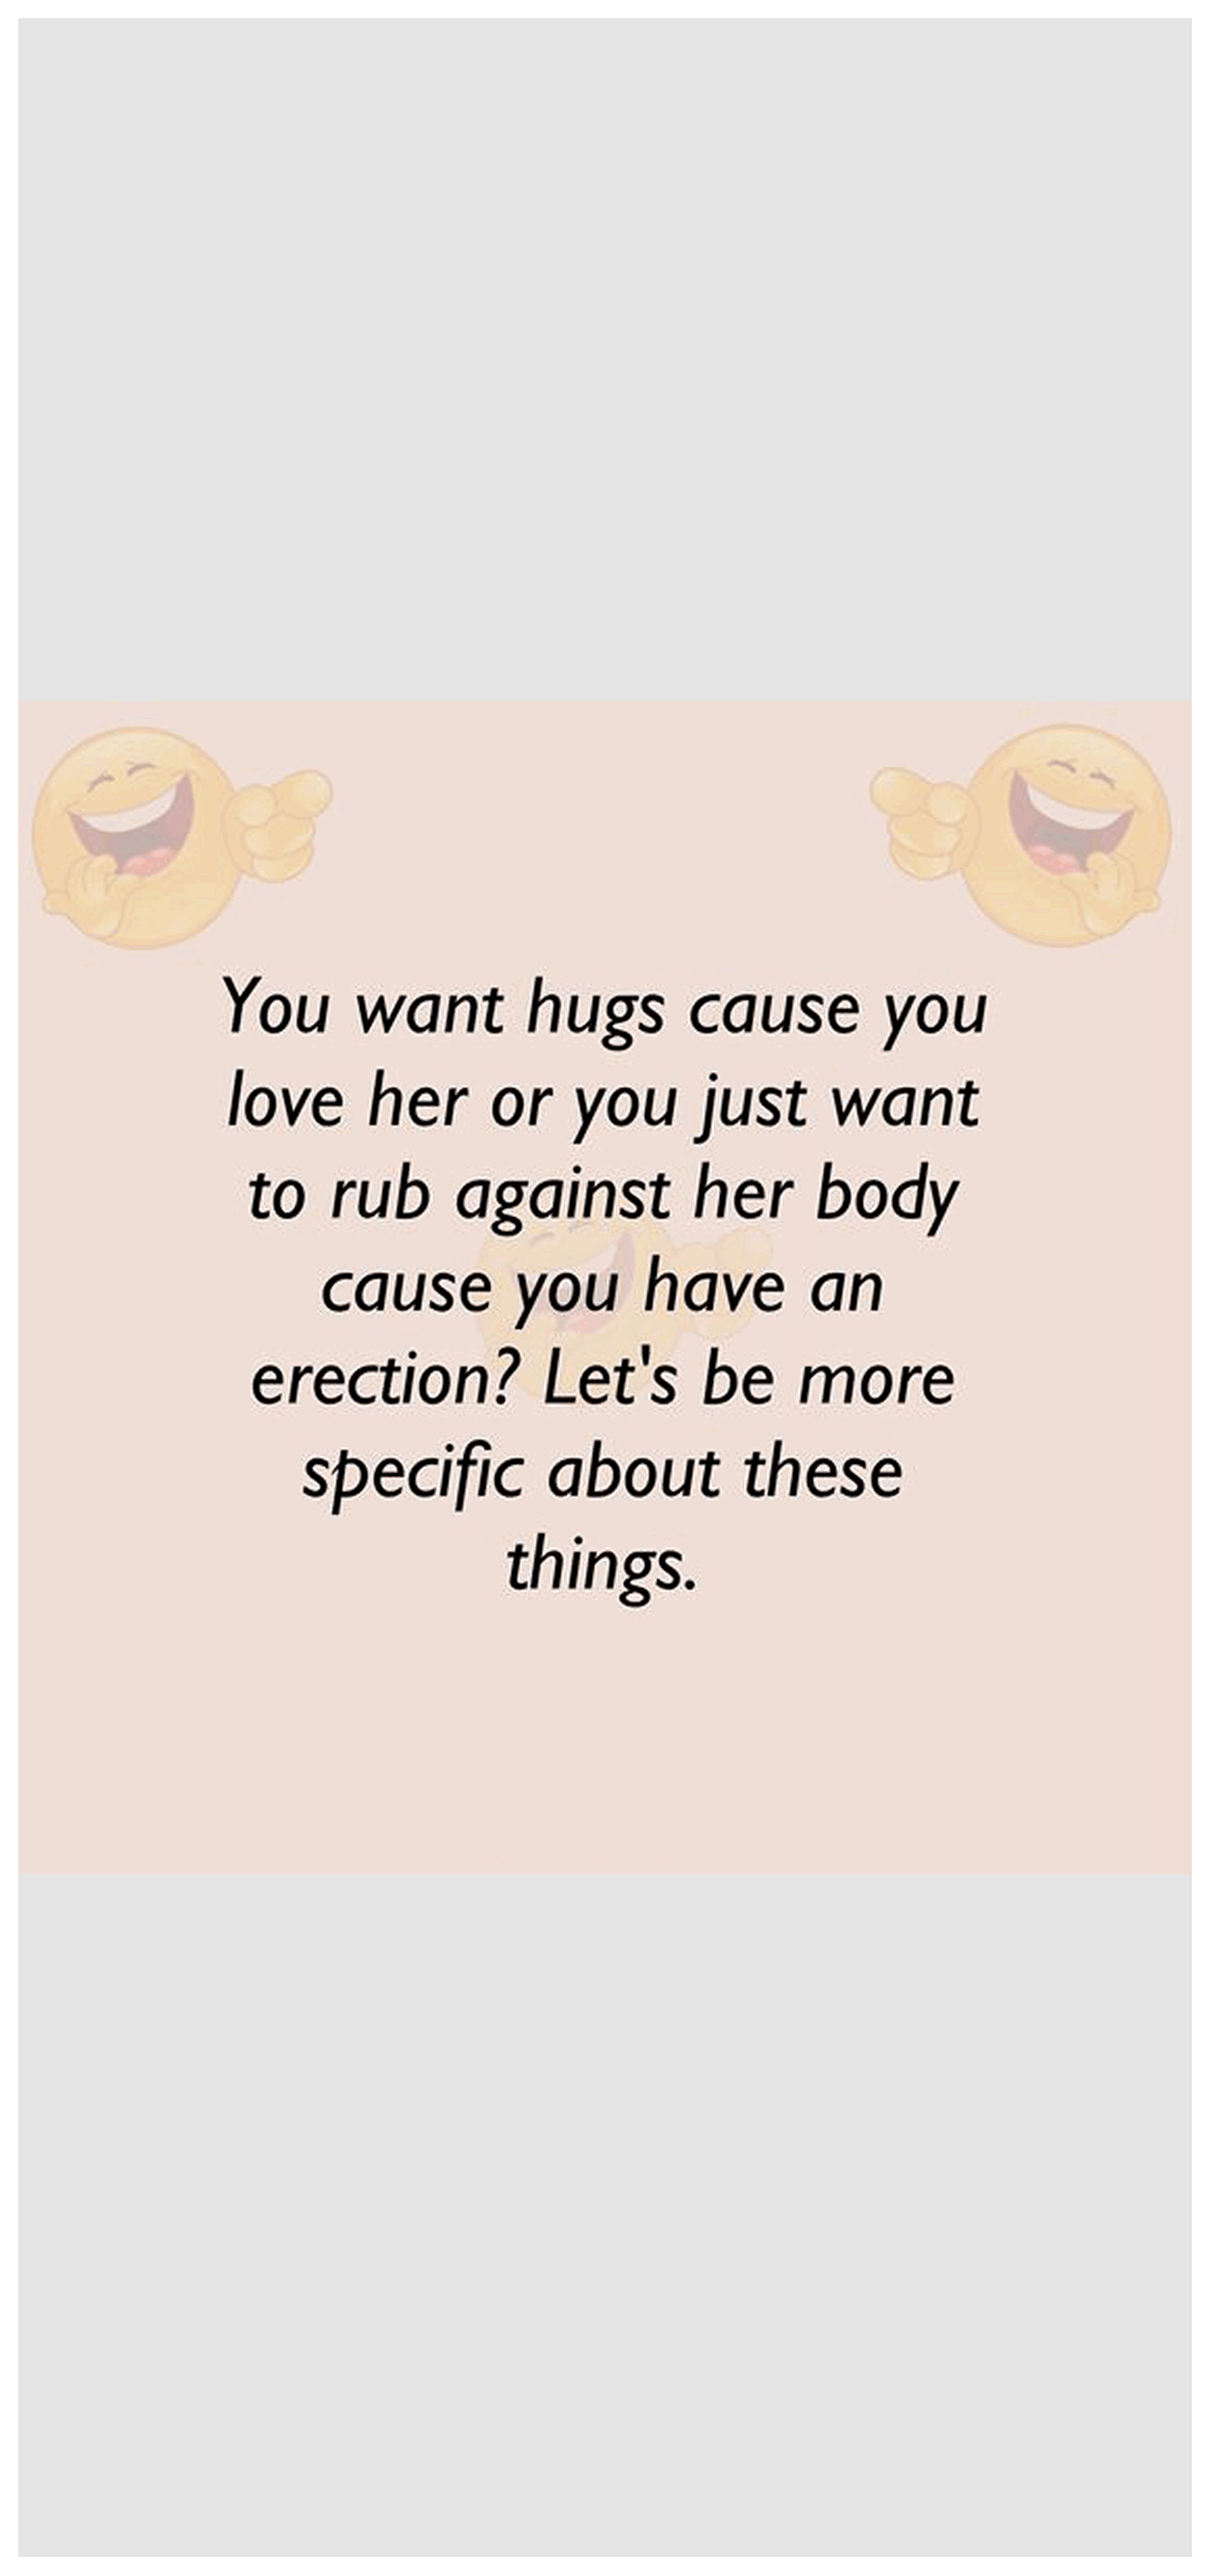 You want hugs cause you
love her or you just want
to rub against her body
cause you have an
erection? Let's be more
specific about these
things.